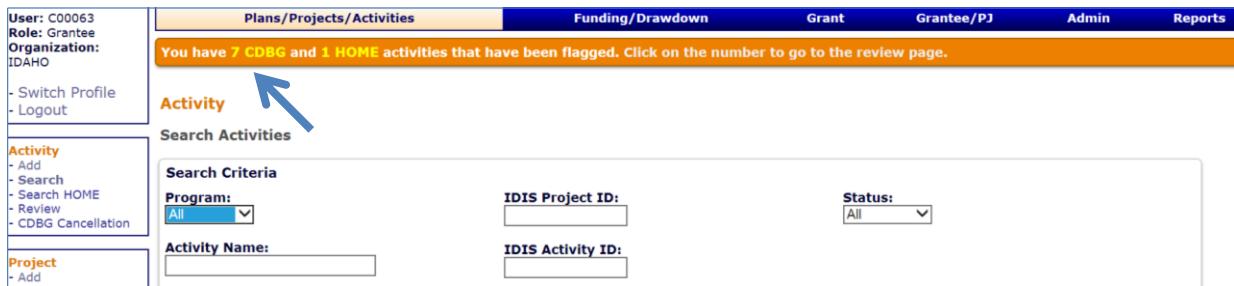 User: C00063
Role: Grantee
Organization:
IDAHO
- Switch Profile
- Logout
Activity
- Add
- Search
- Search HOME
- Review
- CDBG Cancellation
Project
- Add
Plans/Projects/Activities Funding/Drawdown Grant Grantee/PJ Admin Reports
You have 7 CDBG and 1 HOME activities that have been flagged. Click on the number to go to the review page.
Activity
Search Activities
Search Criteria
Program: IDIS Project ID: Status:
All All
Activity Name: IDIS Activity ID: